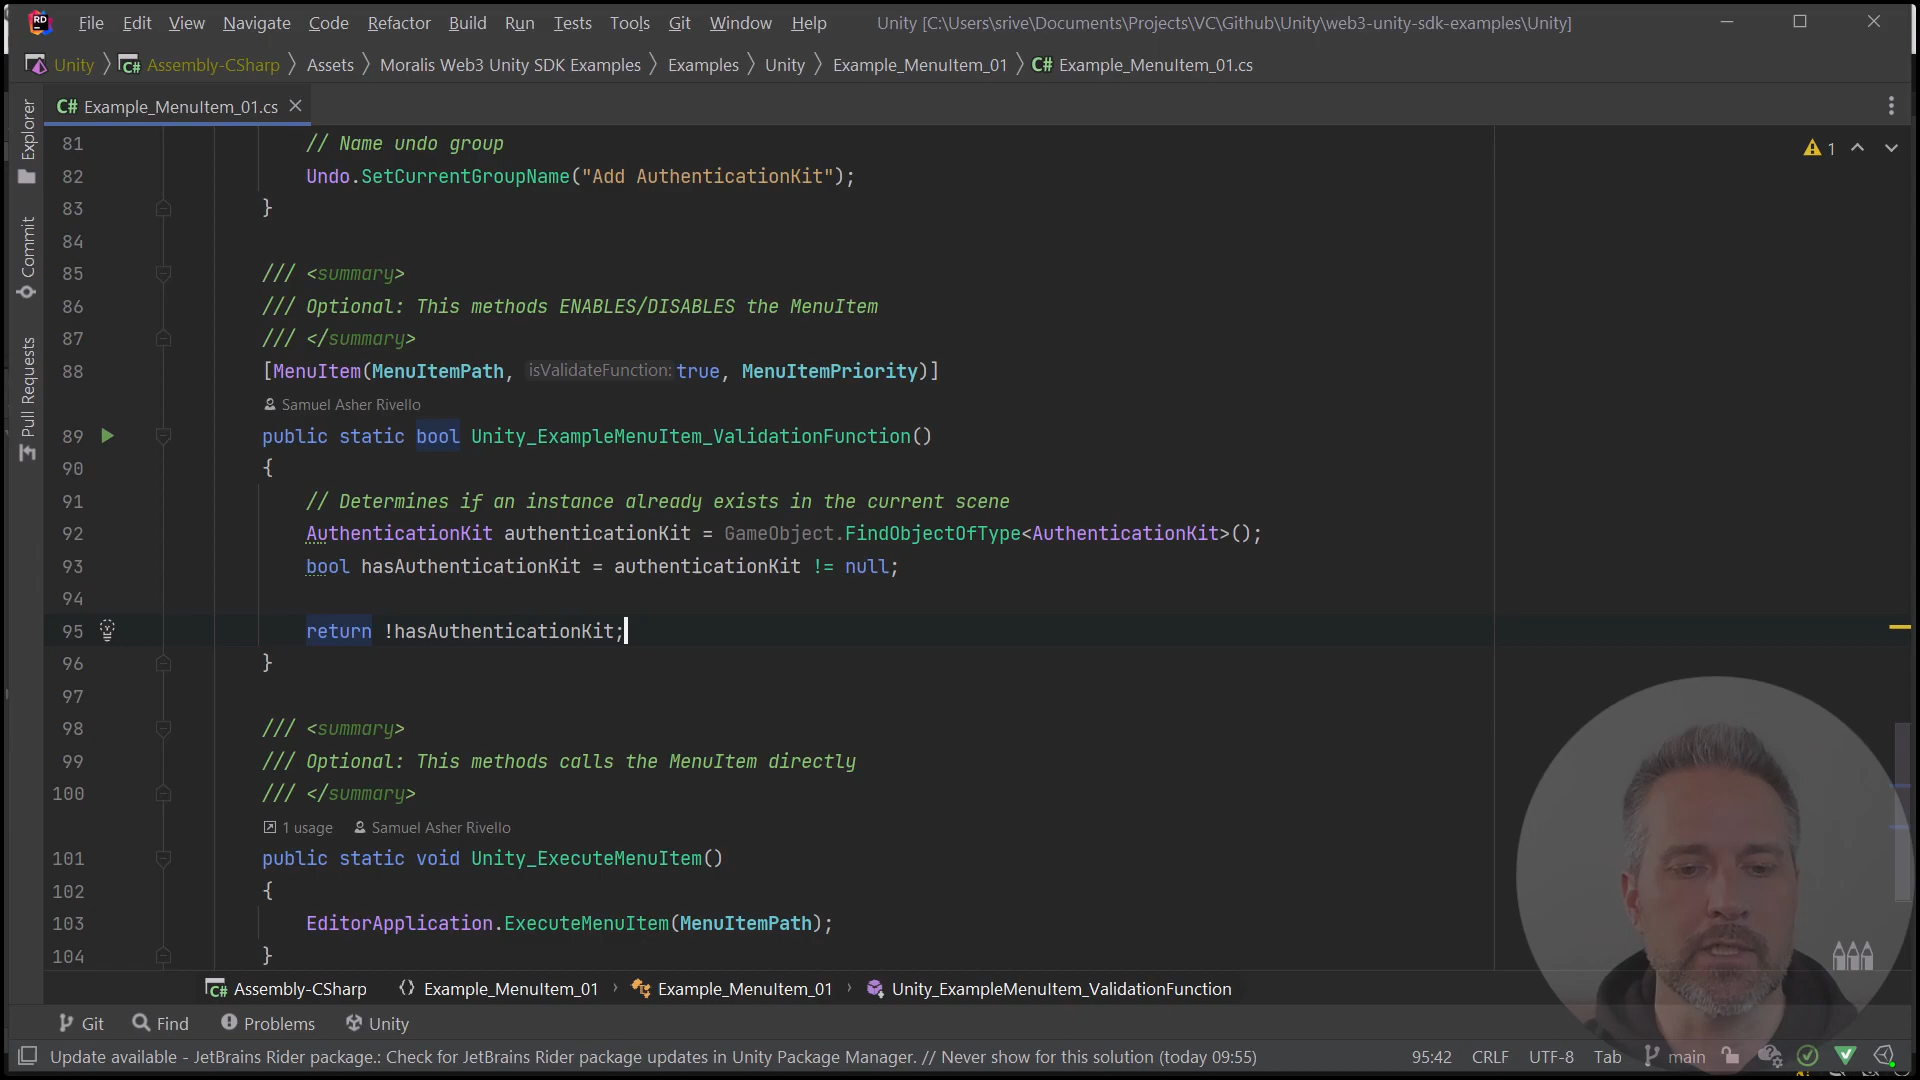 File Edit View Navigate Code Refactor Build Run Tests Tools Git Window Help Unity [C:\Users\srive\Documents\Projects\VC\Github\Unity\web3-unity-sdk-examples\Unity]
Unity Assembly-CSharp Assets Moralis Web3 Unity SDK Examples Examples Unity Example_MenuItem_01 C# Example_MenuItem_01.cs
C# Example_MenuItem_01.cs
Explorer
Commit
Pull Requests
1
81 // Name undo group
82 Undo.SetCurrentGroupName("Add AuthenticationKit");
83 }
84
85 /// <summary>
86 /// Optional: This methods ENABLES/DISABLES the MenuItem
87 /// </summary>
88 [MenuItem(MenuItemPath, isValidateFunction: true, MenuItemPriority)]
Samuel Asher Rivello
89 public static bool Unity_ExampleMenuItem_ValidationFunction()
90 {
91 // Determines if an instance already exists in the current scene
92 AuthenticationKit authenticationKit = GameObject.FindObjectOfType<AuthenticationKit>();
93 bool hasAuthenticationKit = authenticationKit != null;
94
95 return !hasAuthenticationKit;
96 }
97
98 /// <summary>
99 /// Optional: This methods calls the MenuItem directly
100 /// </summary>
1 usage Samuel Asher Rivello
101 public static void Unity_ExecuteMenuItem()
102 {
103 EditorApplication.ExecuteMenuItem(MenuItemPath);
104 }
Assembly-CSharp Example_MenuItem_01 Example_MenuItem_01 Unity_ExampleMenuItem_ValidationFunction
Git Find Problems Unity
Update available - JetBrains Rider package.: Check for JetBrains Rider package updates in Unity Package Manager. // Never show for this solution (today 09:55) 95:42 CRLF UTF-8 Tab main